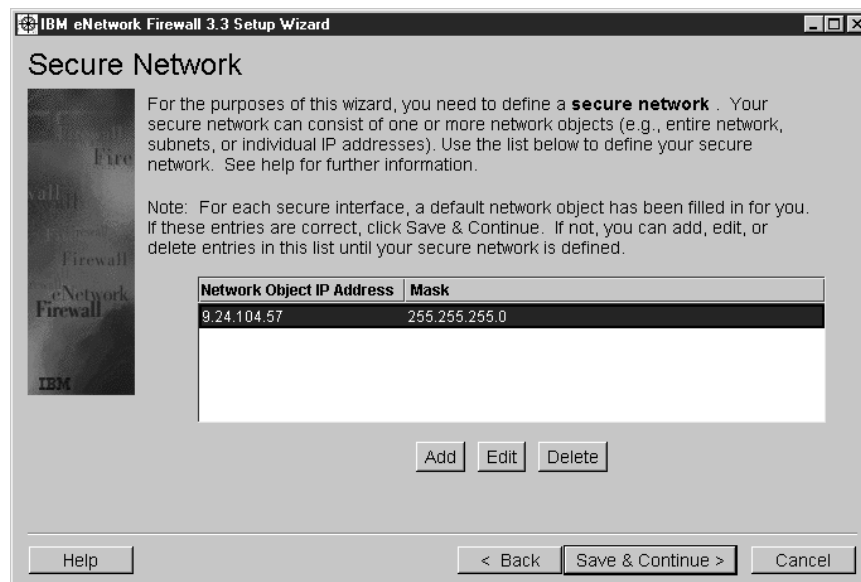 IBM eNetwork Firewall 3.3 Setup Wizard
Secure Network
For the purposes of this wizard, you need to define a secure network . Your
secure network can consist of one or more network objects (e.g., entire network,
subnets, or individual IP addresses). Use the list below to define your secure
network. See help for further information.
Note: For each secure interface, a default network object has been filled in for you.
If these entries are correct, click Save & Continue. If not, you can add, edit, or
delete entries in this list until your secure network is defined.
Fire
wall
Firewall
eNetwork
Firewall
IBM
Network Object IP Address Mask
9.24.104.57 255.255.255.0
Add Edit Delete
Help < Back Save & Continue > Cancel